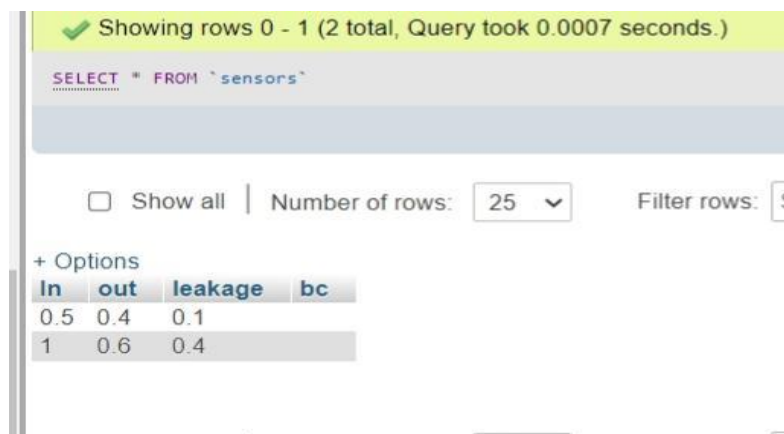 Showing rows 0 - 1 (2 total, Query took 0.0007 seconds.)
SELECT * FROM `sensors`
Show all | Number of rows: 25 Filter rows:
+ Options
In out leakage bc
0.5 0.4 0.1
1 0.6 0.4